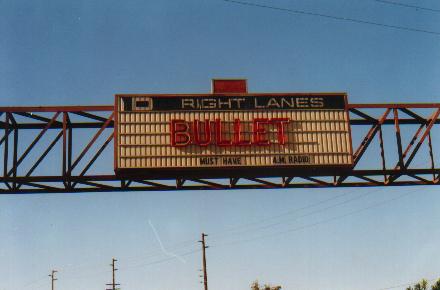 RIGHT LANES
BULLET
MUST HAVE A.M. RADIO